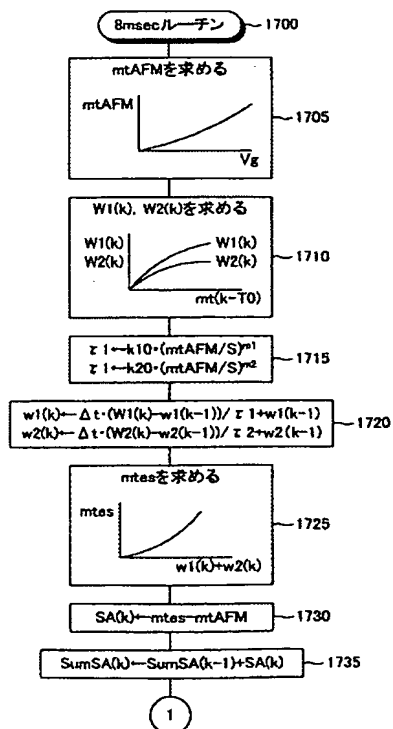 8msecルーチン
1700
mtAFMを求める
mtAFM
Vg
1705
W1(k), W2(k)を求める
W1(k)
W2(k)
W1(k)
W2(k)
mt(k-T0)
1710
τ1←k10・(mtAFM/S)^m1
τ1←k20・(mtAFM/S)^m2
1715
w1(k)←Δt・(W1(k)-w1(k-1))/τ1+w1(k-1)
w2(k)←Δt・(W2(k)-w2(k-1))/τ2+w2(k-1)
1720
mtesを求める
mtes
w1(k)+w2(k)
1725
SA(k)←mtes-mtAFM
1730
SumSA(k)←SumSA(k-1)+SA(k)
1735
1